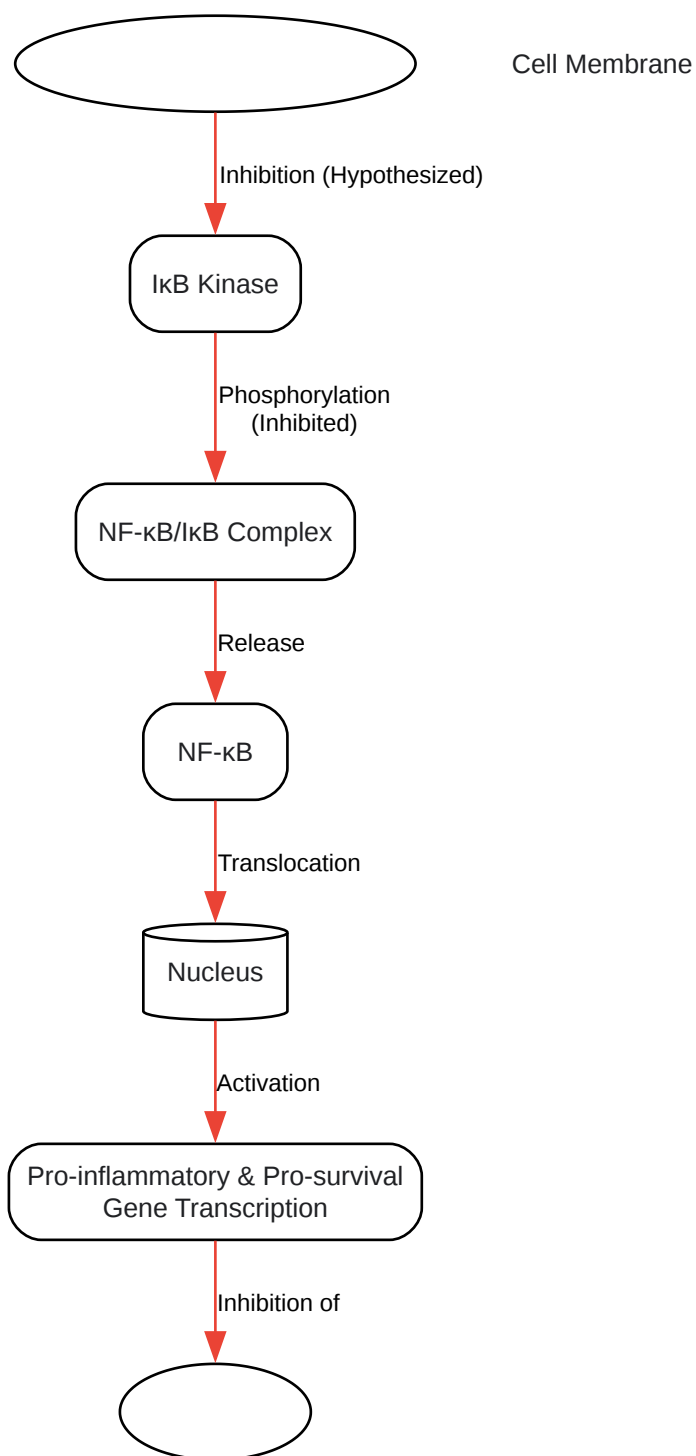 Cell Membrane
Inhibition (Hypothesized)
IκB Kinase
Phosphorylation
(Inhibited)
NF-κB/IκB Complex
Release
NF-κB
Translocation
Nucleus
Activation
Pro-inflammatory & Pro-survival
Gene Transcription
Inhibition of